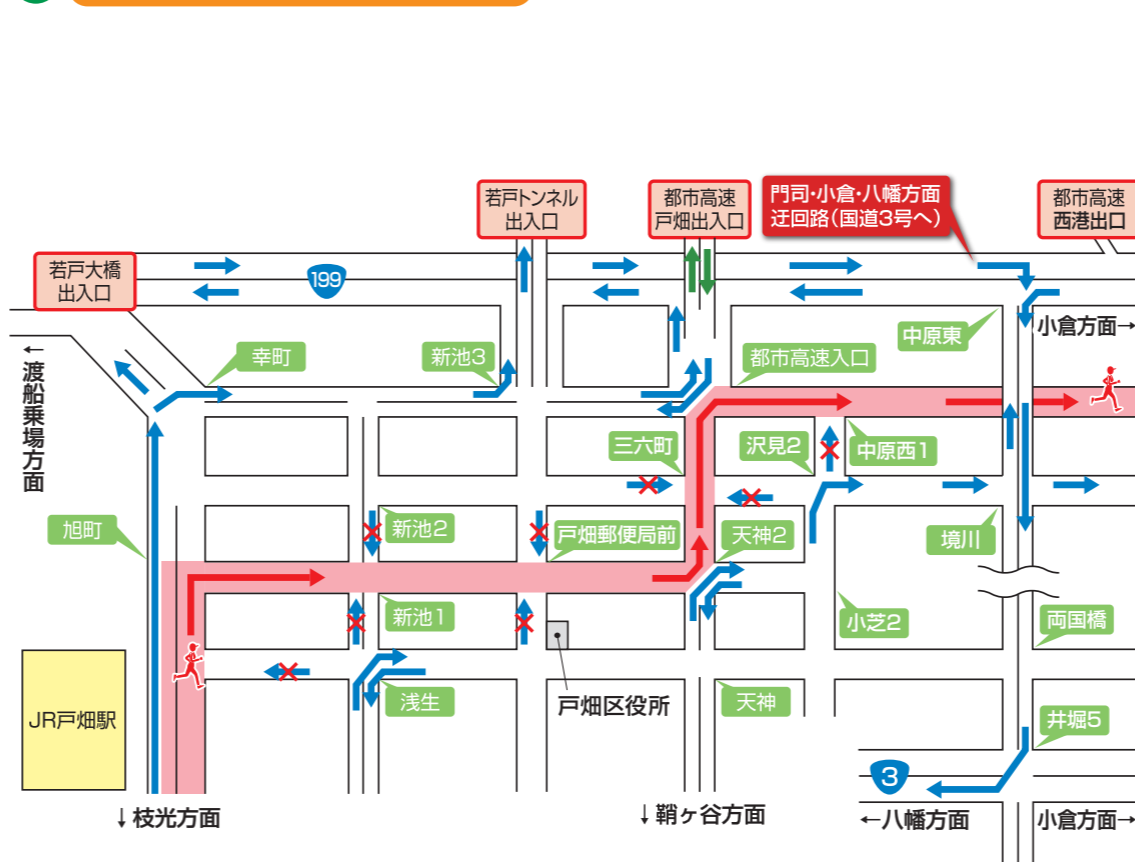 若戸トンネル
出入口
都市高速
戸畑出入口
門司・小倉・八幡方面
迂回路(国道3号へ)
都市高速
西港出口
若戸大橋
出入口
199
小倉方面→
中原東
←渡船乗場方面
幸町
新池3
都市高速入口
三六町
沢見2
中原西1
旭町
新池2
戸畑郵便局前
天神2
境川
新池1
小芝2
両国橋
JR戸畑駅
浅生
戸畑区役所
天神
井堀5
3
↓枝光方面
↓鞘ヶ谷方面
←八幡方面
小倉方面→